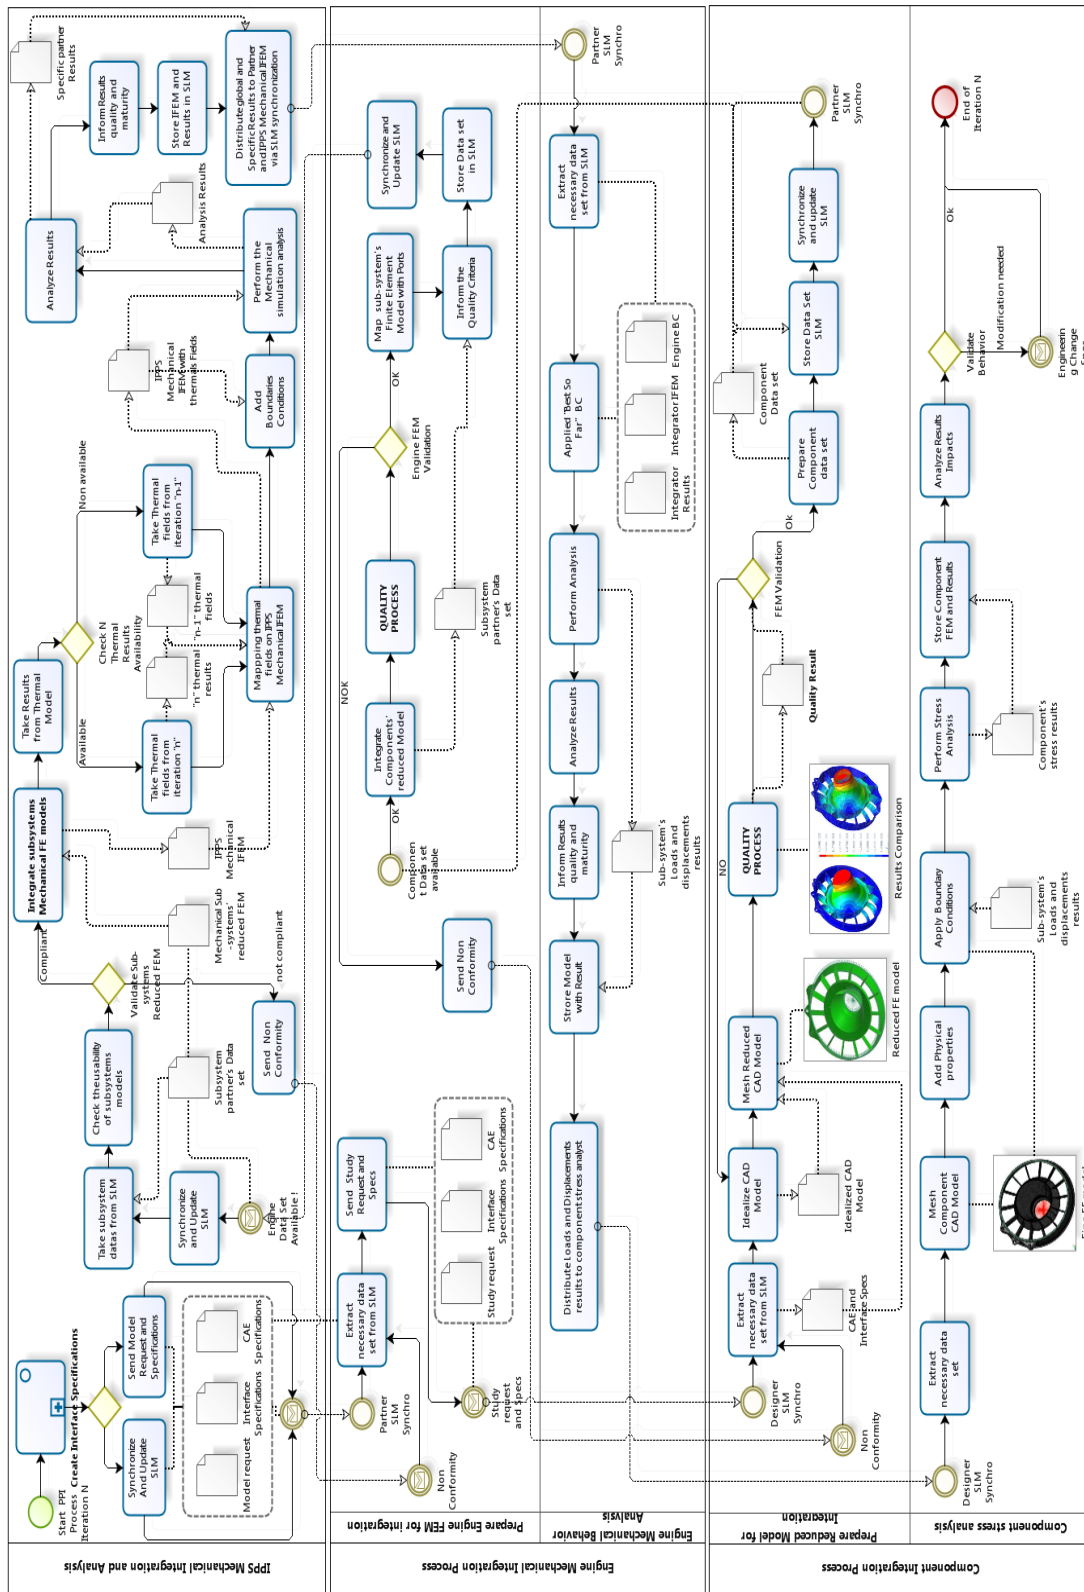 IPPS Mechanical Integration and Analysis
Start PPI
Process
Iteration N
Create Interface Specifications
Synchronize
And Update
SLM
Send Model
Request and
Specifications
Model request
Interface
Specifications
CAE
Specifications
Engine
Data Set
Available !
Synchronize
and Update
SLM
Take subsystem
datas from SLM
Check the usability
of subsystems
models
Subsystem
partner's Data
set
Validate Sub-
systems
Reduced FEM
Compliant
not compliant
Send Non
Conformity
Mechanical Sub
-systems'
reduced FEM
Integrate subsystems
Mechanical FE models
IPPS
Mechanical
IFEM
Take Results
from Thermal
Model
Check N
Thermal
Results
Availability
Available
Non available
Take Thermal
fields from
iteration "n"
Take Thermal
fields from
iteration "n-1"
"n" thermal
results
"n-1" thermal
fields
Mappping thermal
fields on IPPS
Mechanical IFEM
IPPS
Mechanical
IFEM with
thermals Fields
Add
Boundaries
Conditions
Perform the
Mechanical
simulation analysis
Analysis Results
Analyze Results
Specific partner
Results
Inform Results
quality and
maturity
Store IFEM and
Results in SLM
Distribute global and
Specific Results to Partner
and IPPS Mechanical IFEM
via SLM synchronization
Engine Mechanical Integration Process
Prepare Engine FEM for integration
Non
Conformity
Partner
SLM
Synchro
Extract
necessary data
set from SLM
Send Study
Request and
Specs
Study
request
and Specs
Study request
Interface
Specifications
CAE
Specifications
Send Non
Conformity
NOK
Componen
t Data set
available
OK
Integrate
Components'
reduced Model
QUALITY
PROCESS
Subsystem
partner's Data
set
Engine FEM
Validation
OK
Map sub-system's
Finite Element
Model with Ports
Inform the
Quality Criteria
Store Data set
in SLM
Synchronize and
Update SLM
Engine Mechanical Behavior
Analysis
Partner
SLM
Synchro
Extract
necessary data
set from SLM
Applied "Best So
Far" BC
Integrator
Results
Integrator IFEM
Engine BC
Perform Analysis
Analyze Results
Inform Results
quality and
maturity
Sub-system's
Loads and
displacements
results
Strore Model
with Result
Distribute Loads and Displacements
results to component stress analyst
Component Integration
Process
Prepare Reduced Model for
Integration
Designer
SLM
Synchro
Non
Conformity
Extract
necessary data
set from SLM
CAE and
Interface Specs
Idealize CAD
Model
Idealized CAD
Model
Mesh Reduced
CAD Model
Reduced FE model
QUALITY
PROCESS
Results Comparison
Quality Result
NO
FEM Validation
Ok
Prepare
Component
data set
Component
Data set
Store Data Set
SLM
Synchronize
and update
SLM
Partner
SLM
Synchro
Component stress analysis
Designer
SLM
Synchro
Extract
necessary data
set
Mesh
Component
CAD Model
Add Physical
properties
Apply Boundary
Conditions
Sub-system's
Loads and
displacements
results
Perform Stress
Analysis
Component's
stress results
Store Component
FEM and Results
Analyze Results
Impacts
Validate
Behavior
Ok
Modification needed
Engineerin
g Change
End of
Iteration N